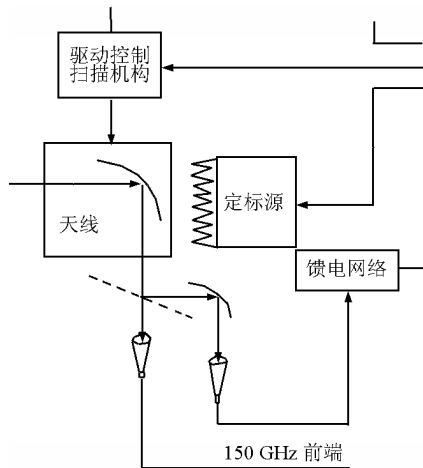 驱动控制
扫描机构
天线
定标源
馈电网络
150 GHz 前端